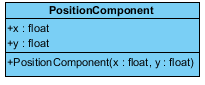 PositionComponent
+x : float
+y : float
+PositionComponent(x : float, y : float)